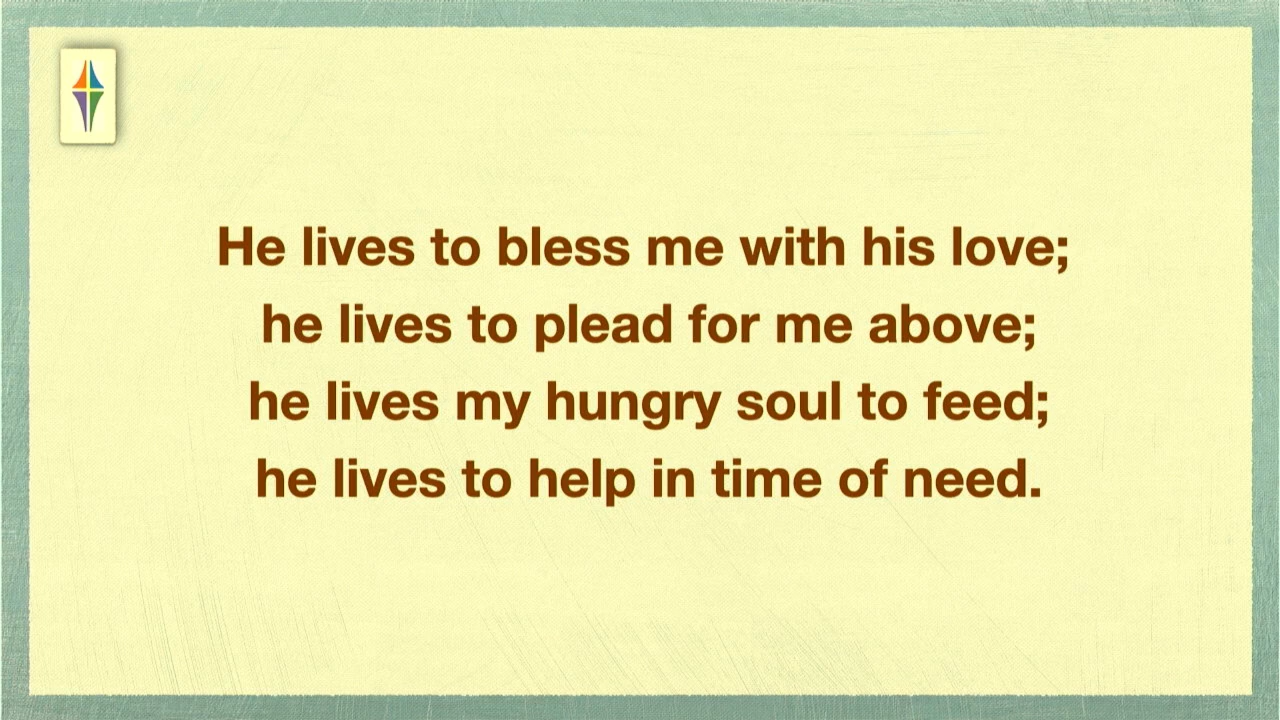 He lives to bless me with his love;
he lives to plead for me above;
he lives my hungry soul to feed;
he lives to help in time of need.